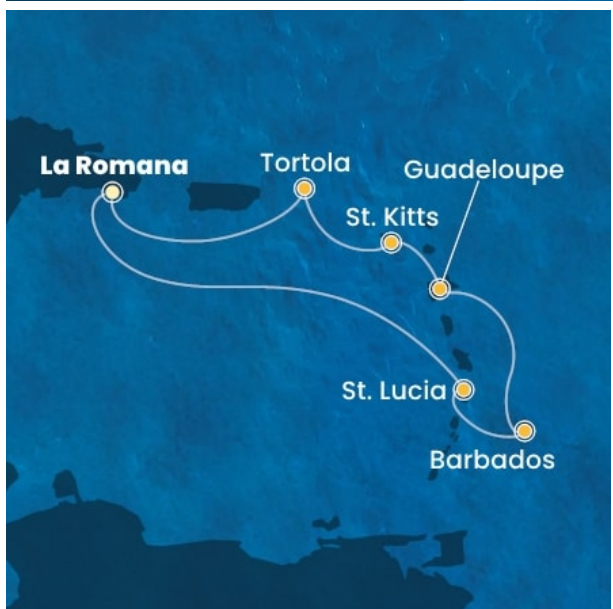 La Romana
Tortola
Guadeloupe
St. Kitts
St. Lucia
Barbados